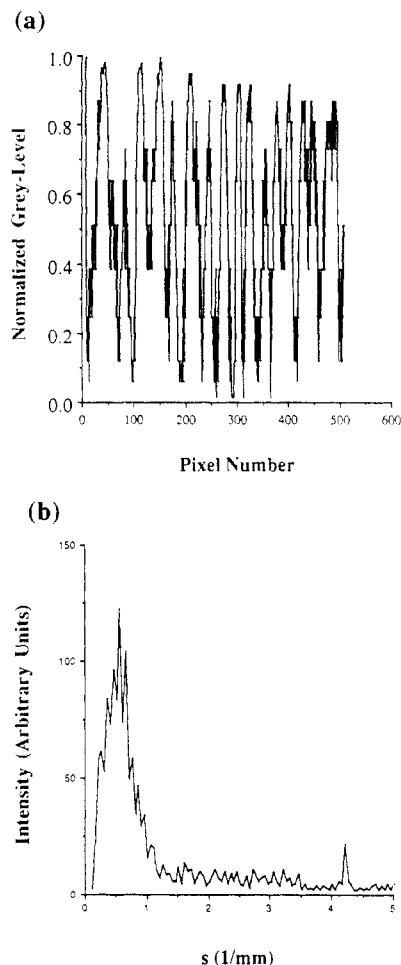 (a)
Normalized Grey-Level
1.0
0.8
0.6
0.4
0.2
0.0
0 100 200 300 400 500 600
Pixel Number
(b)
Intensity (Arbitrary Units)
150
100
50
0
0 1 2 3 4 5
s (1/mm)